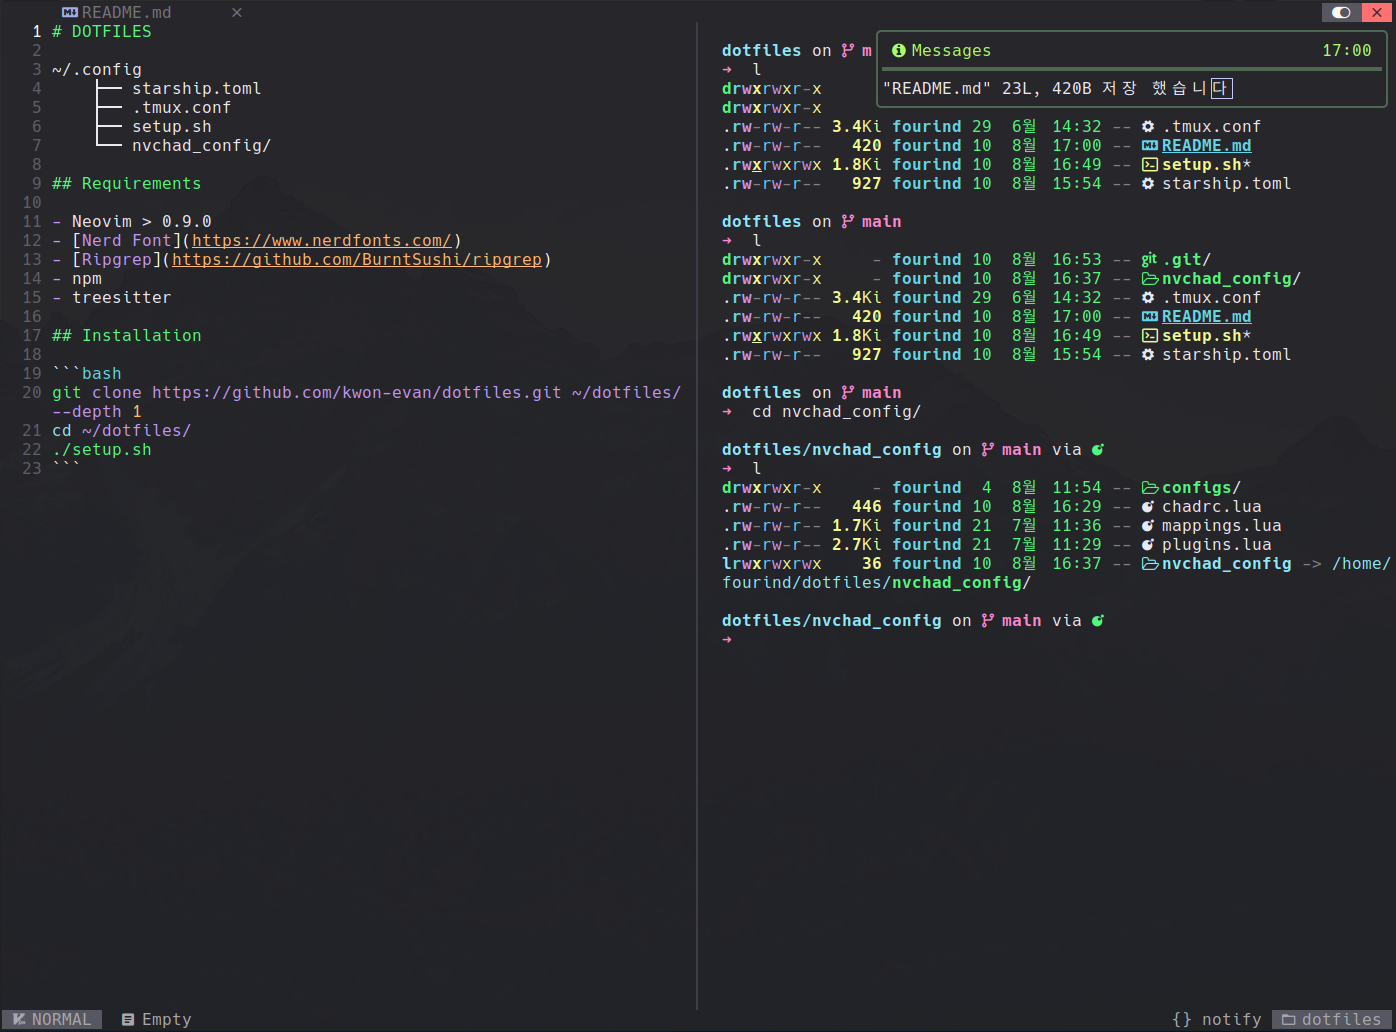 README.md ×
1 # DOTFILES
2
3 ~/.config
4 ├── starship.toml
5 ├── .tmux.conf
6 ├── setup.sh
7 └── nvchad_config/
8
9 ## Requirements
10
11 - Neovim > 0.9.0
12 - [Nerd Font](https://www.nerdfonts.com/)
13 - [Ripgrep](https://github.com/BurntSushi/ripgrep)
14 - npm
15 - treesitter
16
17 ## Installation
18
19 ```bash
20 git clone https://github.com/kwon-evan/dotfiles.git ~/dotfiles/
--depth 1
21 cd ~/dotfiles/
22 ./setup.sh
23 ```
Messages 17:00
"README.md" 23L, 420B 저장 했습니다
dotfiles on m
➜ l
drwxrwxr-x
drwxrwxr-x
.rw-rw-r-- 3.4Ki fourind 29 6월 14:32 -- .tmux.conf
.rw-rw-r-- 420 fourind 10 8월 17:00 -- README.md
.rwxrwxrwx 1.8Ki fourind 10 8월 16:49 -- setup.sh*
.rw-rw-r-- 927 fourind 10 8월 15:54 -- starship.toml
dotfiles on main
➜ l
drwxrwxr-x - fourind 10 8월 16:53 -- .git/
drwxrwxr-x - fourind 10 8월 16:37 -- nvchad_config/
.rw-rw-r-- 3.4Ki fourind 29 6월 14:32 -- .tmux.conf
.rw-rw-r-- 420 fourind 10 8월 17:00 -- README.md
.rwxrwxrwx 1.8Ki fourind 10 8월 16:49 -- setup.sh*
.rw-rw-r-- 927 fourind 10 8월 15:54 -- starship.toml
dotfiles on main
➜ cd nvchad_config/
dotfiles/nvchad_config on main via
➜ l
drwxrwxr-x - fourind 4 8월 11:54 -- configs/
.rw-rw-r-- 446 fourind 10 8월 16:29 -- chadrc.lua
.rw-rw-r-- 1.7Ki fourind 21 7월 11:36 -- mappings.lua
.rw-rw-r-- 2.7Ki fourind 21 7월 11:29 -- plugins.lua
lrwxrwxrwx 36 fourind 10 8월 16:37 -- nvchad_config -> /home/
fourind/dotfiles/nvchad_config/
dotfiles/nvchad_config on main via
➜
NORMAL Empty {} notify dotfiles